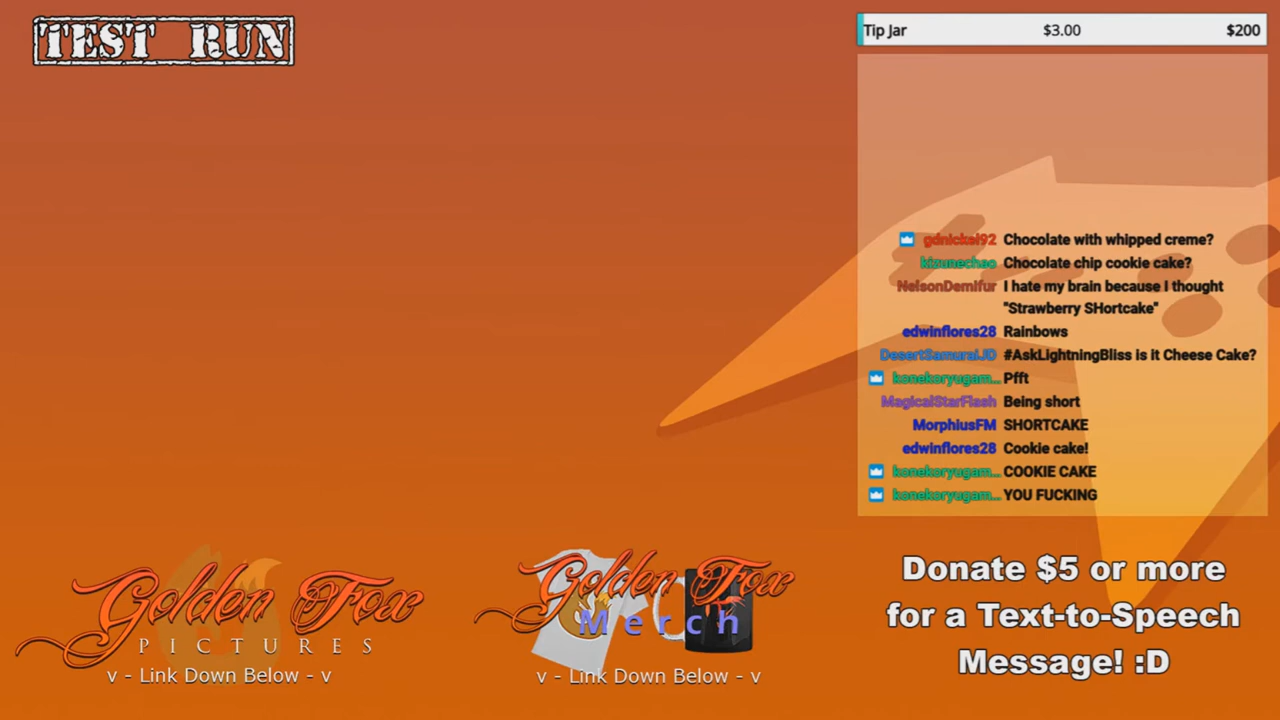 TEST RUN
Tip Jar $3.00 $200
gdnickel92 Chocolate with whipped creme?
kizunechao Chocolate chip cookie cake?
NelsonDemifur I hate my brain because I thought
"Strawberry SHortcake"
edwinflores28 Rainbows
DesertSamuraiJD #AskLightningBliss is it Cheese Cake?
konekoryugam... Pfft
MagicalStarFlash Being short
MorphiusFM SHORTCAKE
edwinflores28 Cookie cake!
konekoryugam... COOKIE CAKE
konekoryugam... YOU FUCKING
Golden Fox
PICTURES
v - Link Down Below - v
Golden Fox
Merch
v - Link Down Below - v
Donate $5 or more
for a Text-to-Speech
Message! :D